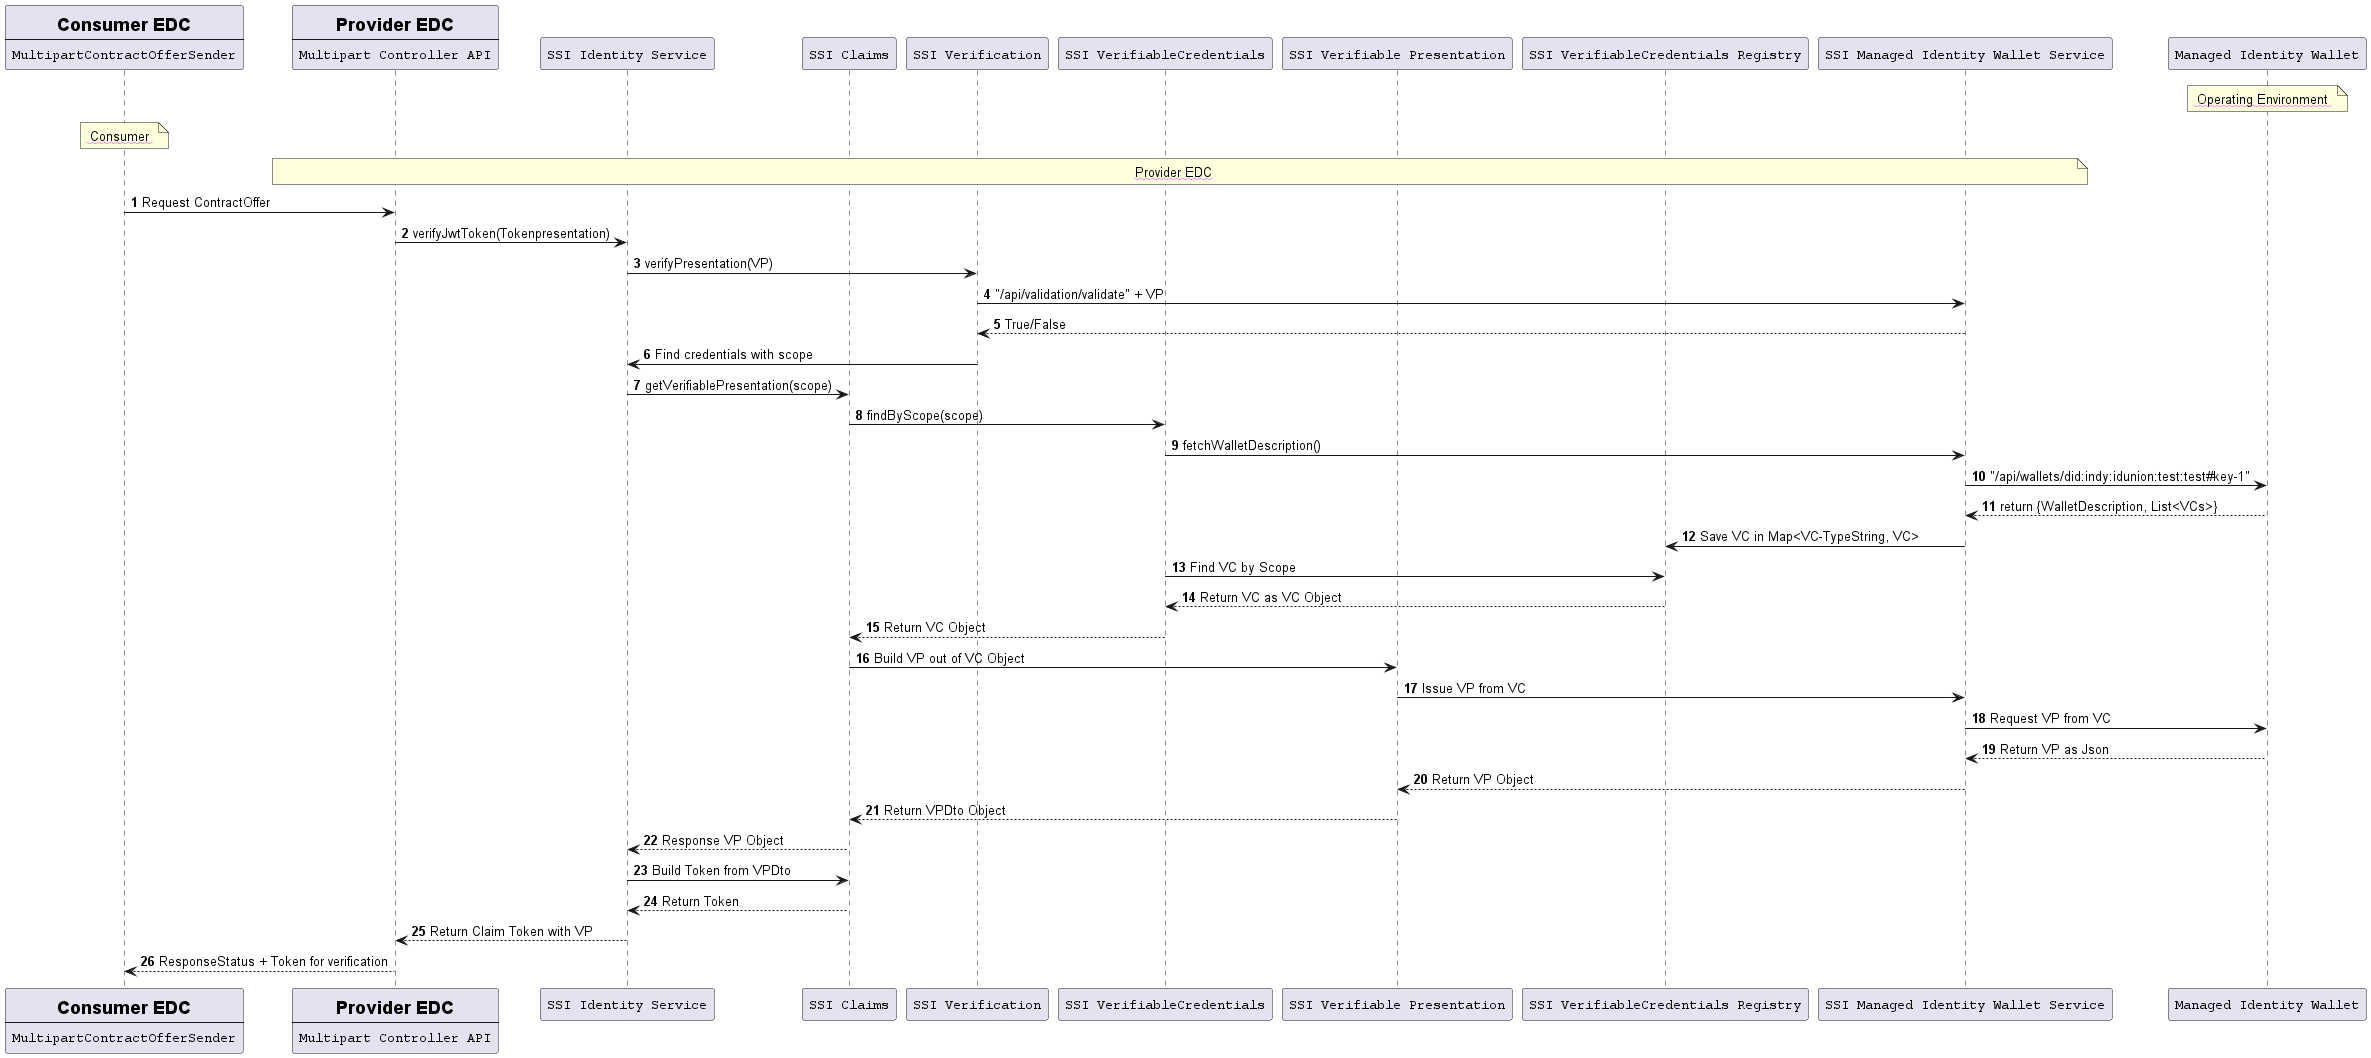 Consumer EDC
MultipartContractOfferSender
Provider EDC
Multipart Controller API
SSI Identity Service
SSI Claims
SSI Verification
SSI VerifiableCredentials
SSI Verifiable Presentation
SSI VerifiableCredentials Registry
SSI Managed Identity Wallet Service
Managed Identity Wallet
Operating Environment
Consumer
Provider EDC
1 Request ContractOffer
2 verifyJwtToken(Tokenpresentation)
3 verifyPresentation(VP)
4 "/api/validation/validate" + VP
5 True/False
6 Find credentials with scope
7 getVerifiablePresentation(scope)
8 findByScope(scope)
9 fetchWalletDescription()
10 "/api/wallets/did:indy:idunion:test:test#key-1"
11 return {WalletDescription, List<VCs>}
12 Save VC in Map<VC-TypeString, VC>
13 Find VC by Scope
14 Return VC as VC Object
15 Return VC Object
16 Build VP out of VC Object
17 Issue VP from VC
18 Request VP from VC
19 Return VP as Json
20 Return VP Object
21 Return VPDto Object
22 Response VP Object
23 Build Token from VPDto
24 Return Token
25 Return Claim Token with VP
26 ResponseStatus + Token for verification
Consumer EDC
MultipartContractOfferSender
Provider EDC
Multipart Controller API
SSI Identity Service
SSI Claims
SSI Verification
SSI VerifiableCredentials
SSI Verifiable Presentation
SSI VerifiableCredentials Registry
SSI Managed Identity Wallet Service
Managed Identity Wallet